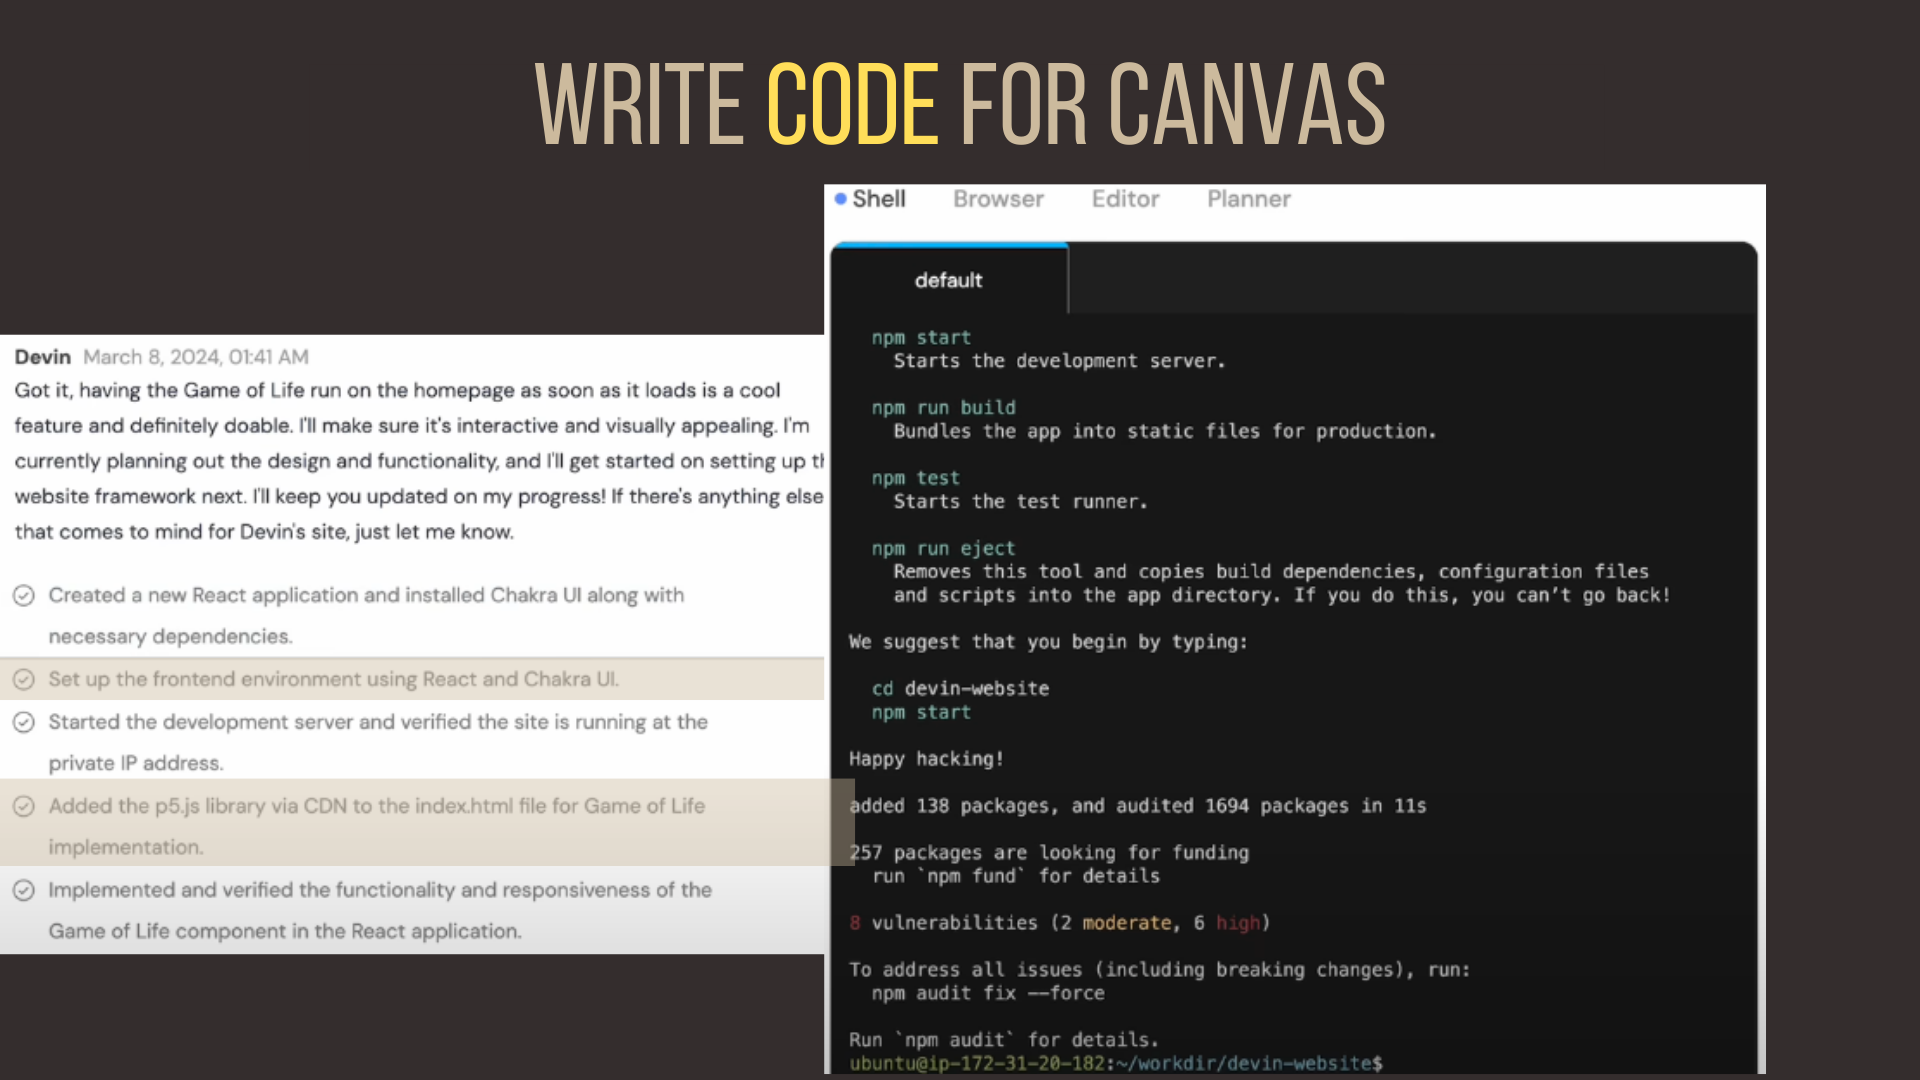 WRITE CODE FOR CANVAS
Devin March 8, 2024, 01:41 AM
Got it, having the Game of Life run on the homepage as soon as it loads is a cool
feature and definitely doable. I'll make sure it's interactive and visually appealing. I'm
currently planning out the design and functionality, and I'll get started on setting up th
website framework next. I'll keep you updated on my progress! If there's anything else
that comes to mind for Devin's site, just let me know.
Created a new React application and installed Chakra UI along with
necessary dependencies.
Set up the frontend environment using React and Chakra UI.
Started the development server and verified the site is running at the
private IP address.
Added the p5.js library via CDN to the index.html file for Game of Life
implementation.
Implemented and verified the functionality and responsiveness of the
Game of Life component in the React application.
Shell Browser Editor Planner
default
npm start
Starts the development server.
npm run build
Bundles the app into static files for production.
npm test
Starts the test runner.
npm run eject
Removes this tool and copies build dependencies, configuration files
and scripts into the app directory. If you do this, you can’t go back!
We suggest that you begin by typing:
cd devin-website
npm start
Happy hacking!
added 138 packages, and audited 1694 packages in 11s
257 packages are looking for funding
run `npm fund` for details
8 vulnerabilities (2 moderate, 6 high)
To address all issues (including breaking changes), run:
npm audit fix --force
Run `npm audit` for details.
ubuntu@ip-172-31-20-182:~/workdir/devin-website$